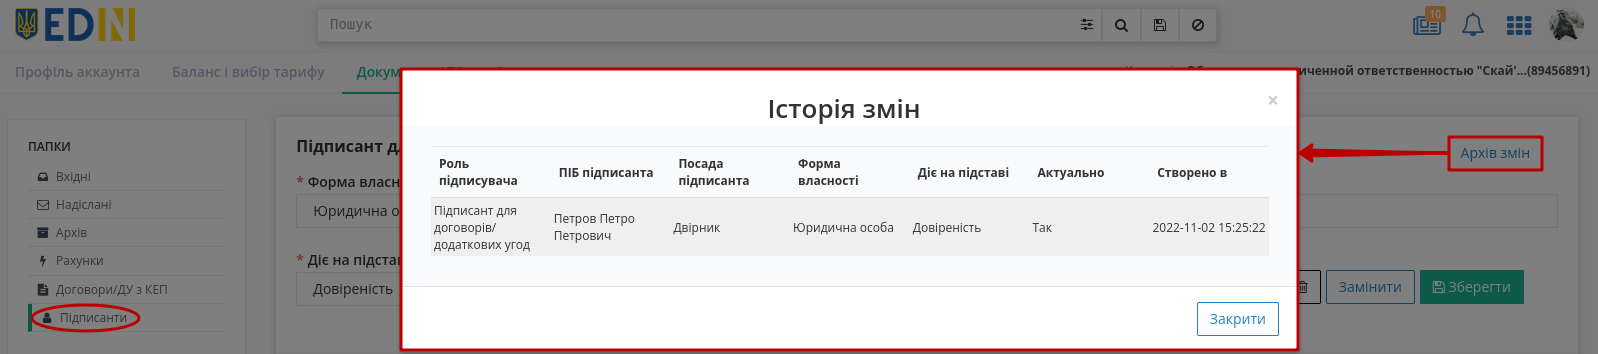 EDIN
Пошук
10
Профіль аккаунта
Баланс і вибір тарифу
Докум
иченной ответственностью "Скай'...(89456891)
Історія змін
×
ПАПКИ
Вхідні
Надіслані
Архів
Рахунки
Договори/ДУ з КЕП
Підписанти
Підписант дл
Архів змін
* Форма власн
Юридична о
* Діє на підстав
Довіреність
Роль підписувача
ПІБ підписанта
Посада підписанта
Форма власності
Діє на підставі
Актуально
Створено в
Підписант для договорів/ додаткових угод
Петров Петро Петрович
Двірник
Юридична особа
Довіреність
Так
2022-11-02 15:25:22
Замінити
Зберегти
Закрити